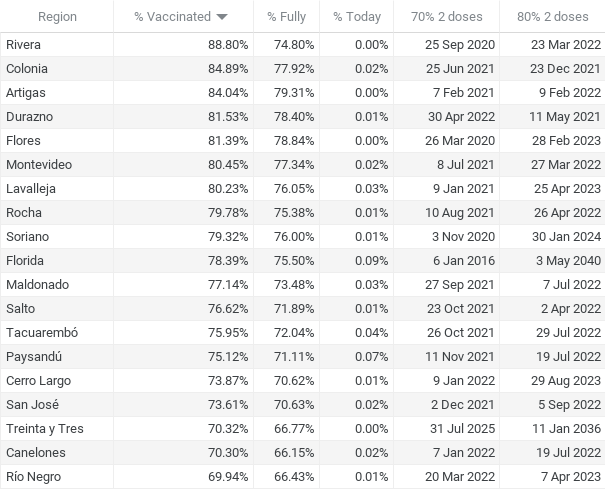 Region % Vaccinated % Fully % Today 70% 2 doses 80% 2 doses
Rivera 88.80% 74.80% 0.00% 25 Sep 2020 23 Mar 2022
Colonia 84.89% 77.92% 0.02% 25 Jun 2021 23 Dec 2021
Artigas 84.04% 79.31% 0.00% 7 Feb 2021 9 Feb 2022
Durazno 81.53% 78.40% 0.01% 30 Apr 2022 11 May 2021
Flores 81.39% 78.84% 0.00% 26 Mar 2020 28 Feb 2023
Montevideo 80.45% 77.34% 0.02% 8 Jul 2021 27 Mar 2022
Lavalleja 80.23% 76.05% 0.03% 9 Jan 2021 25 Apr 2023
Rocha 79.78% 75.38% 0.01% 10 Aug 2021 26 Apr 2022
Soriano 79.32% 76.00% 0.01% 3 Nov 2020 30 Jan 2024
Florida 78.39% 75.50% 0.09% 6 Jan 2016 3 May 2040
Maldonado 77.14% 73.48% 0.03% 27 Sep 2021 7 Jul 2022
Salto 76.62% 71.89% 0.01% 23 Oct 2021 2 Apr 2022
Tacuarembó 75.95% 72.04% 0.04% 26 Oct 2021 29 Jul 2022
Paysandú 75.12% 71.11% 0.07% 11 Nov 2021 19 Jul 2022
Cerro Largo 73.87% 70.62% 0.01% 9 Jan 2022 29 Aug 2023
San José 73.61% 70.63% 0.02% 2 Dec 2021 5 Sep 2022
Treinta y Tres 70.32% 66.77% 0.00% 31 Jul 2025 11 Jan 2036
Canelones 70.30% 66.15% 0.02% 7 Jan 2022 19 Jul 2022
Río Negro 69.94% 66.43% 0.01% 20 Mar 2022 7 Apr 2023